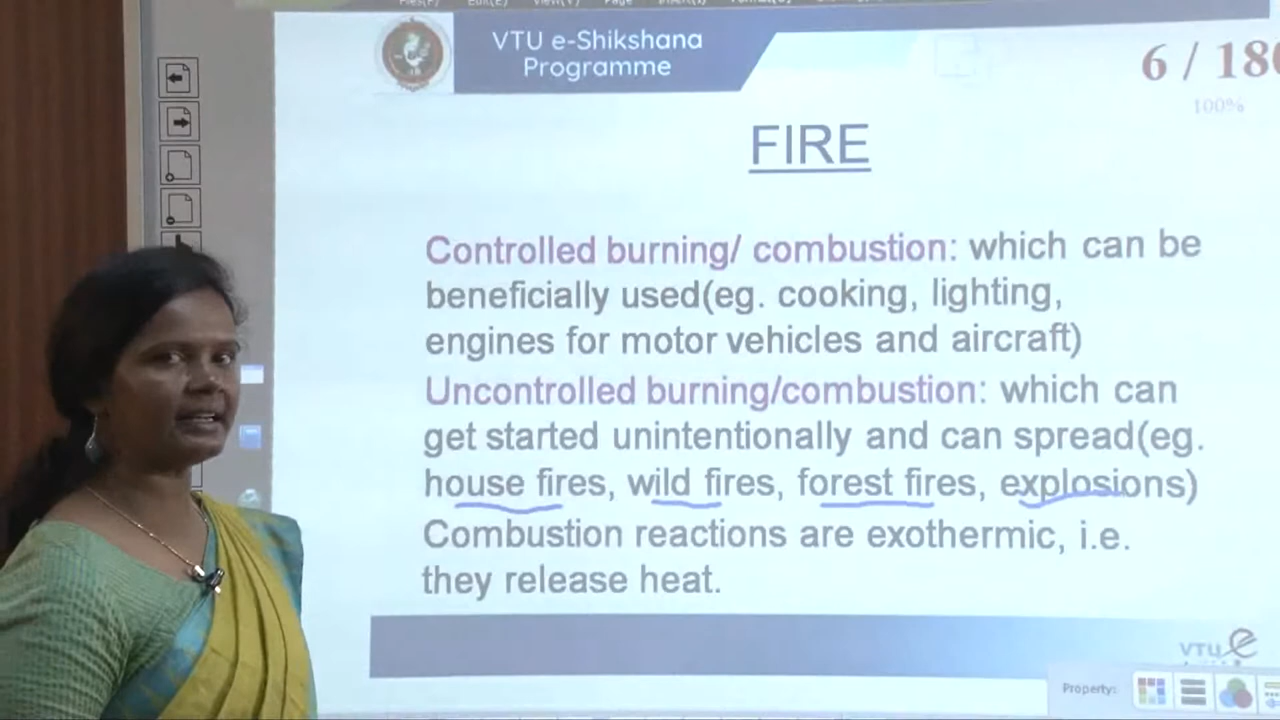 VTU e-Shikshana
Programme
6 / 180
100%
FIRE
Controlled burning/ combustion: which can be
beneficially used(eg. cooking, lighting,
engines for motor vehicles and aircraft)
Uncontrolled burning/combustion: which can
get started unintentionally and can spread(eg.
house fires, wild fires, forest fires, explosions)
Combustion reactions are exothermic, i.e.
they release heat.
VTU e
Property: